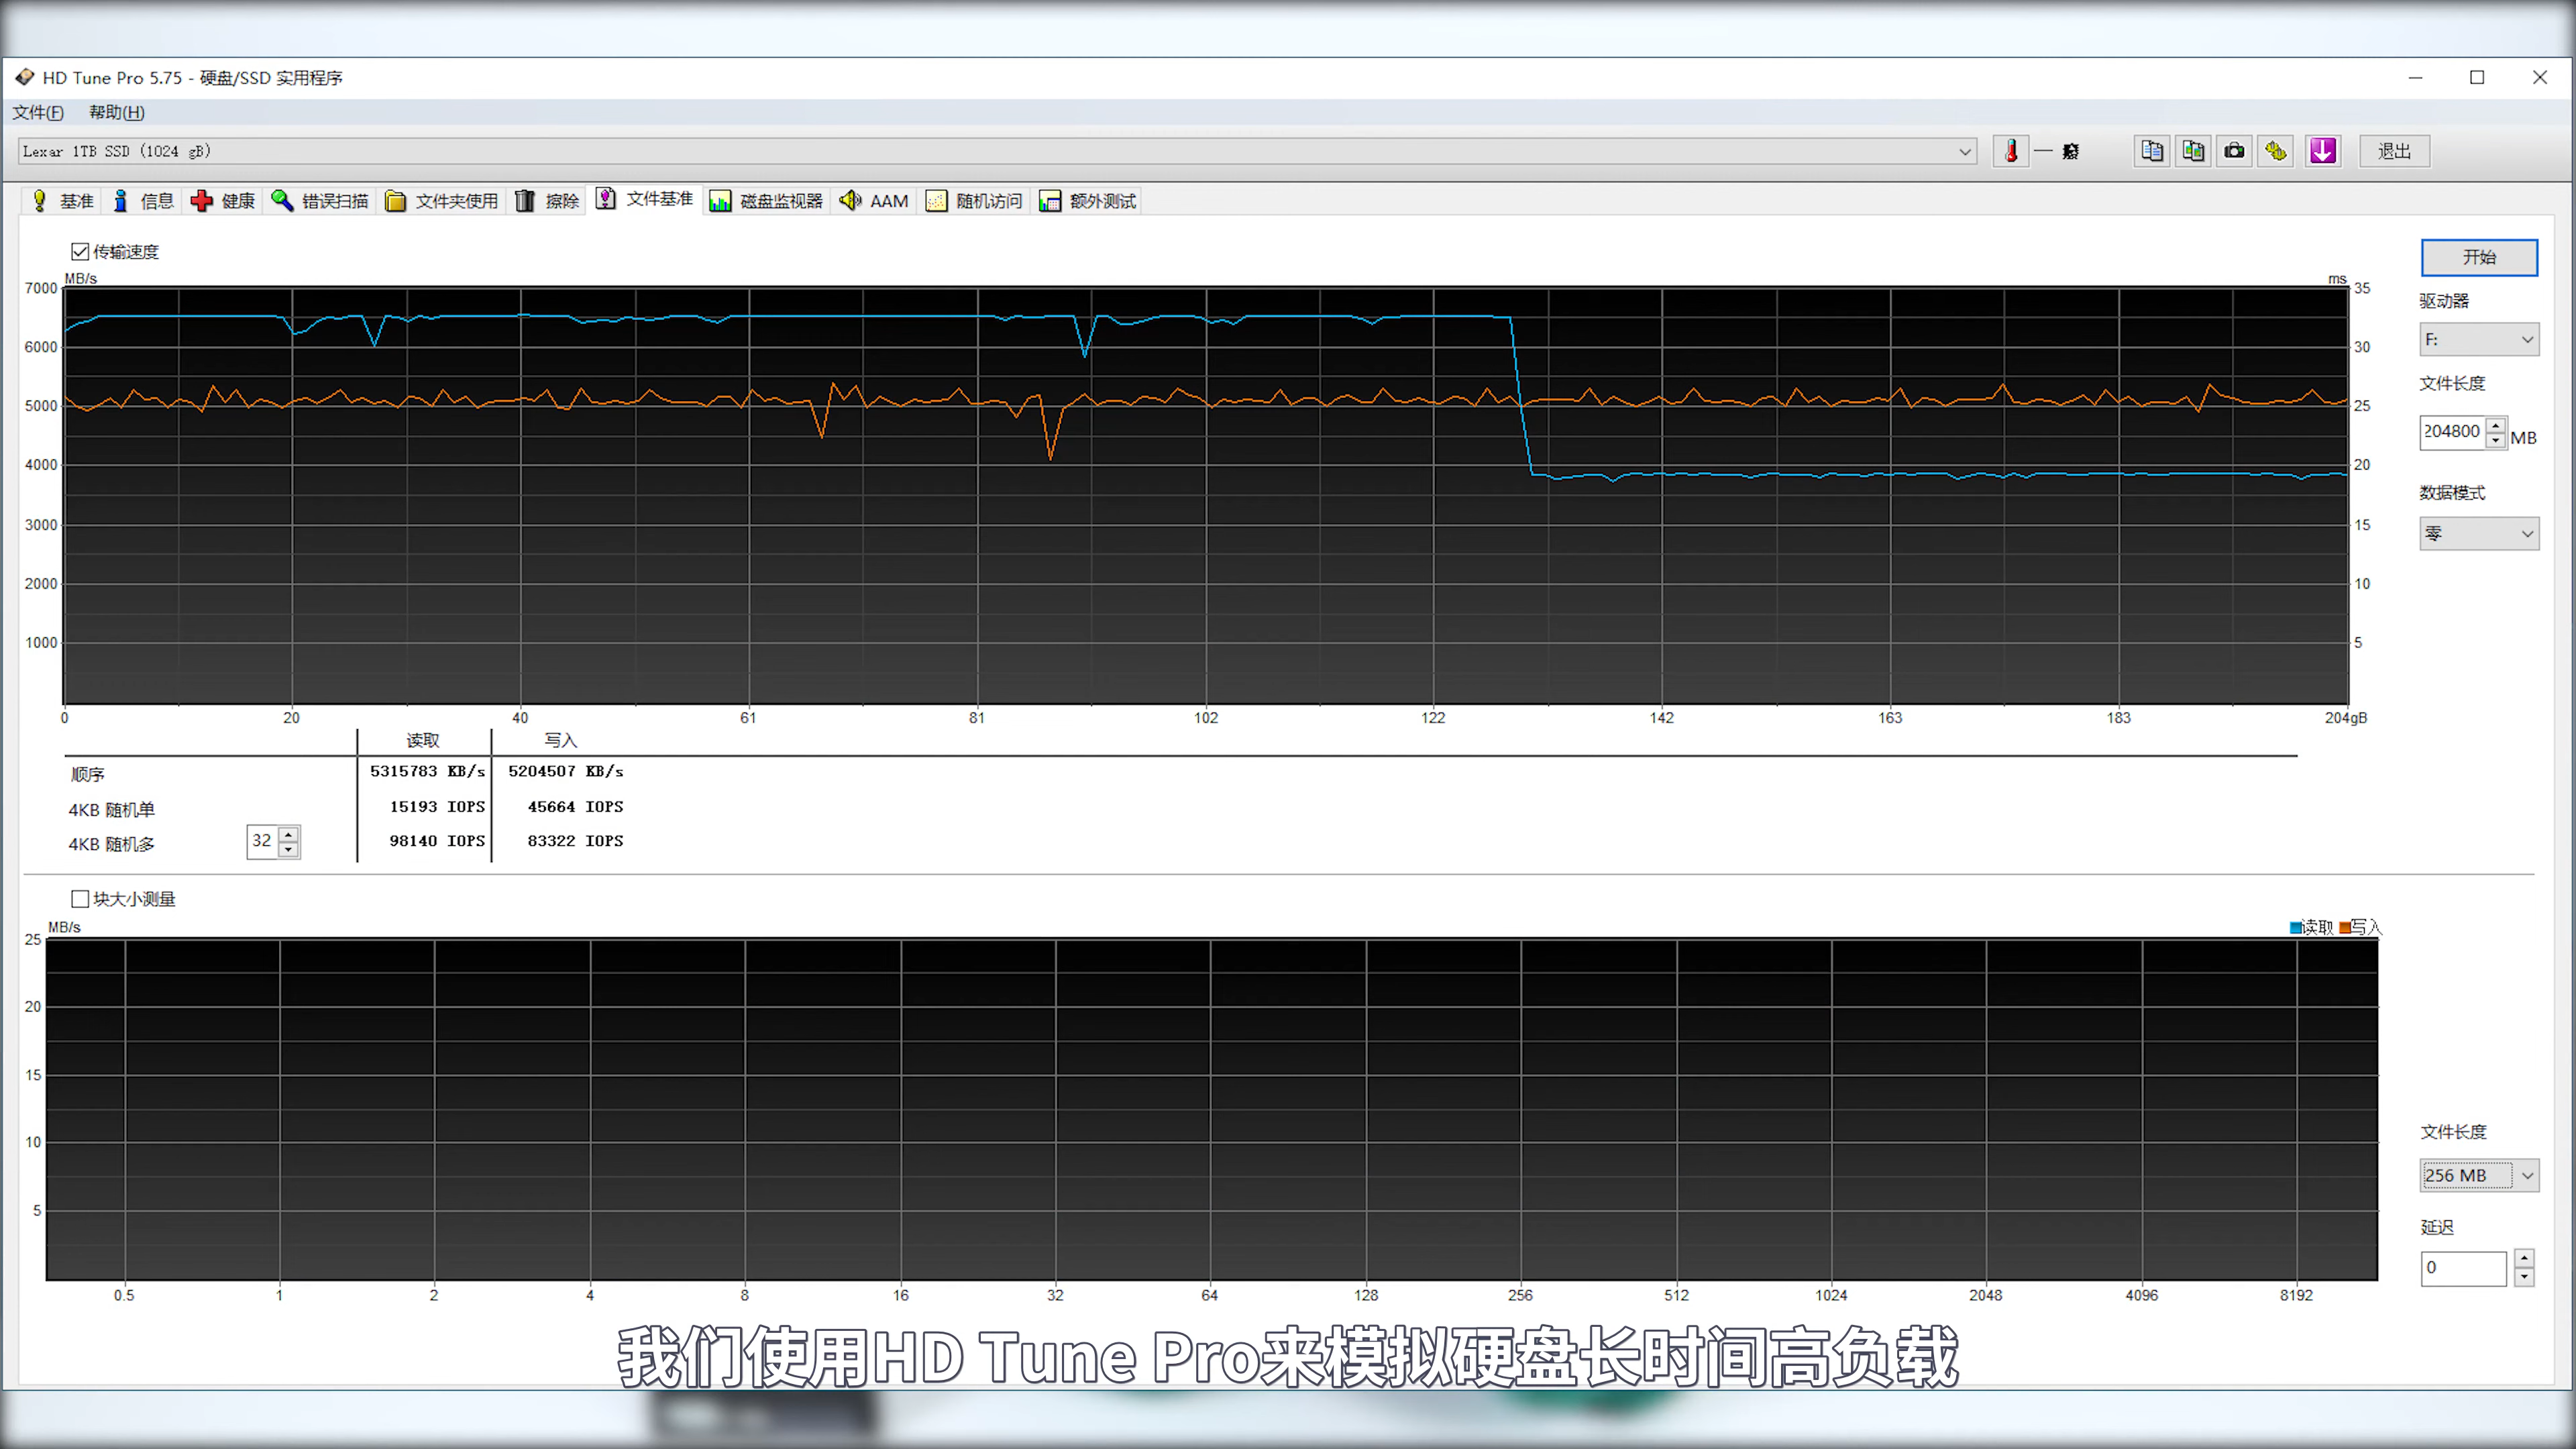 HD Tune Pro 5.75 - 硬盘/SSD 实用程序
文件(F) 帮助(H)
Lexar 1TB SSD (1024 gB)
退出
基准 信息 健康 错误扫描 文件夹使用 擦除 文件基准 磁盘监视器 AAM 随机访问 额外测试
传输速度
开始
MB/s ms
7000 35
驱动器
6000 30
F:
文件长度
5000 25
204800 MB
4000 20
数据模式
3000 15
零
2000 10
1000 5
0 20 40 61 81 102 122 142 163 183 204gB
读取 写入
顺序 5315783 KB/s 5204507 KB/s
4KB 随机单 15193 IOPS 45664 IOPS
4KB 随机多 32 98140 IOPS 83322 IOPS
块大小测量
MB/s 读取 写入
25
20
15
10
文件长度
256 MB
5
延迟
0
0.5 1 2 4 8 16 32 64 128 256 512 1024 2048 4096 8192
我们使用HD Tune Pro来模拟硬盘长时间高负载